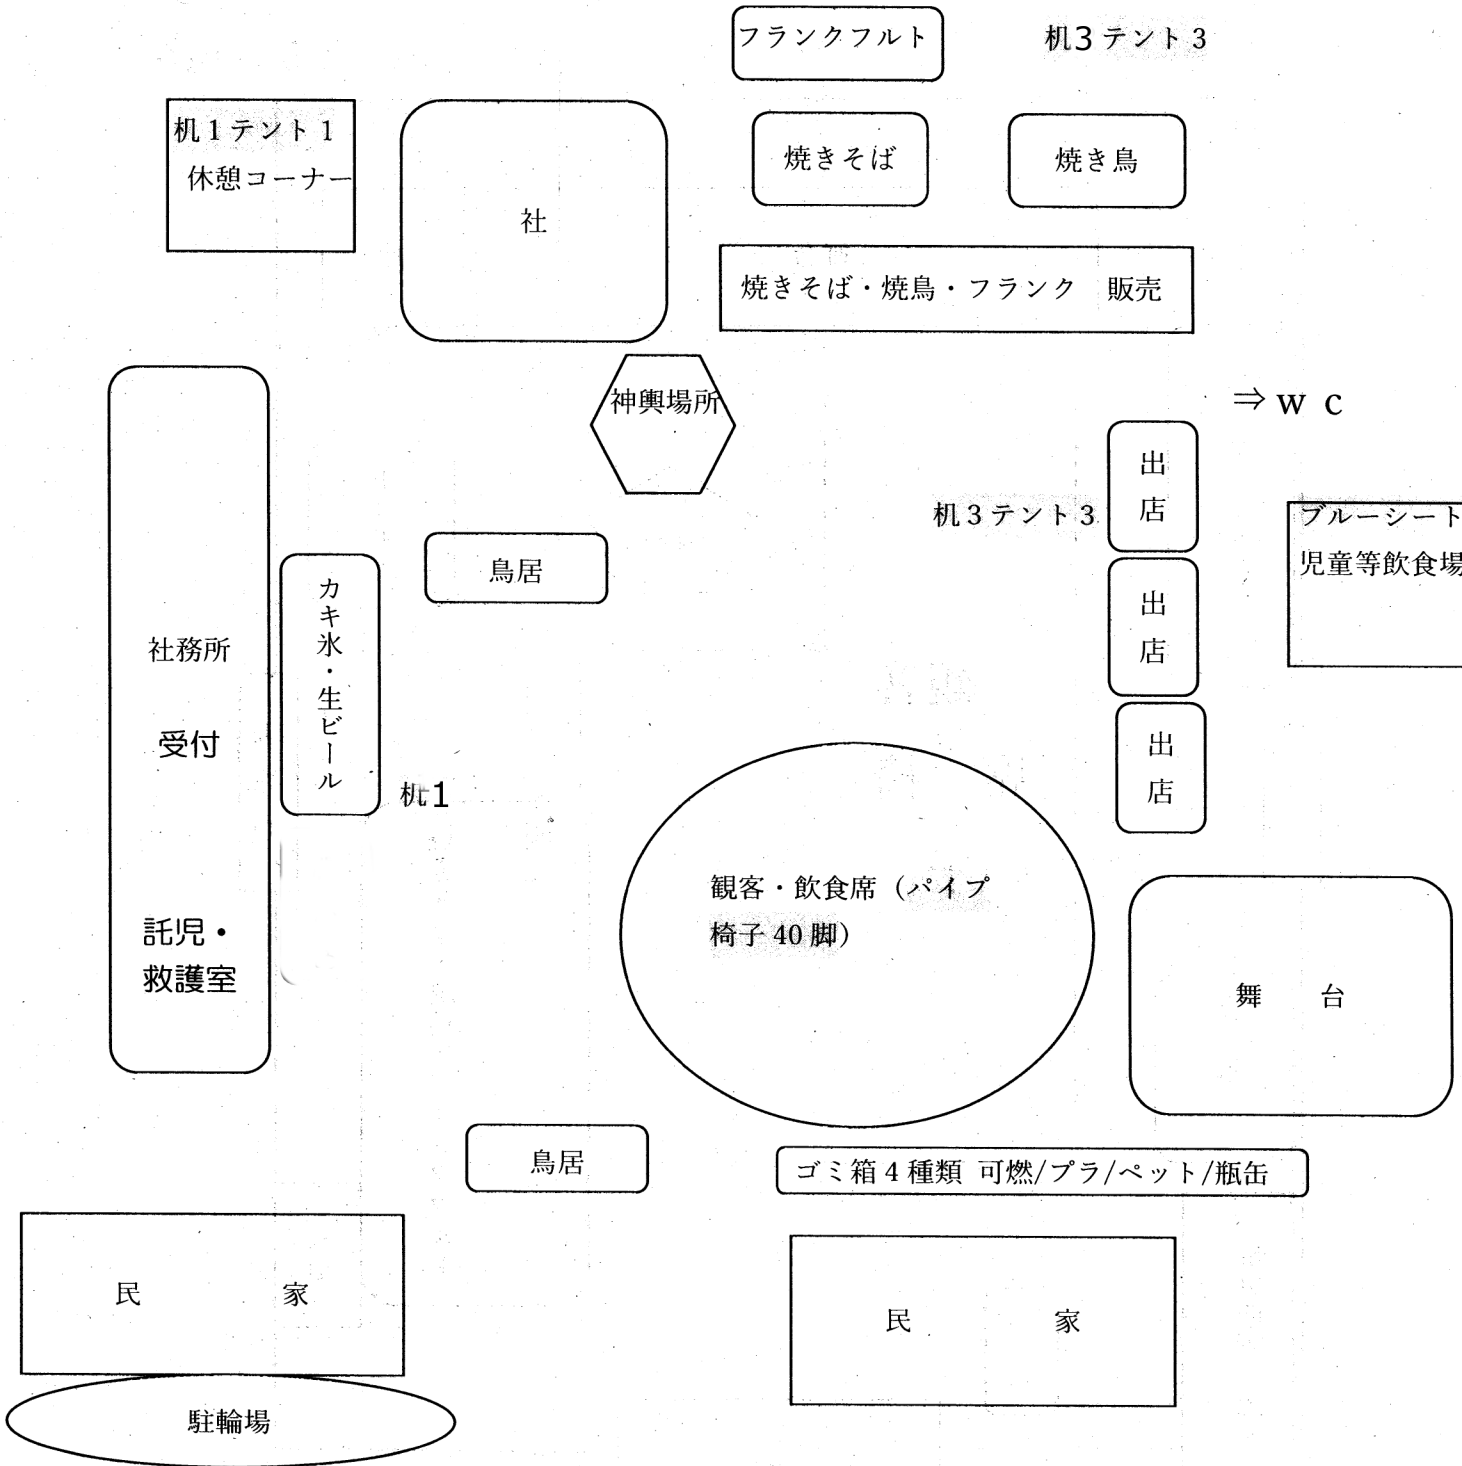 フランクフルト
机3テント3
机1テント1
休憩コーナー
社
焼きそば
焼き鳥
焼きそば・焼鳥・フランク 販売
神輿場所
⇒wc
出店
机3テント3
ブルーシート
児童等飲食場
鳥居
カキ氷・生ビール
出店
社務所
受付
机1
出店
託児・
救護室
観客・飲食席（パイプ
椅子40脚）
舞 台
鳥居
ゴミ箱4種類 可燃/プラ/ペット/瓶缶
民 家
民 家
駐輪場